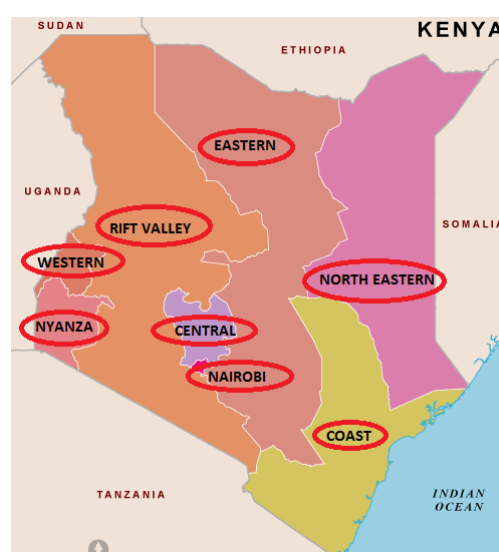 SUDAN
KENYA
ETHIOPIA
EASTERN
UGANDA
SOMALIA
RIFT VALLEY
WESTERN
NORTH EASTERN
NYANZA
CENTRAL
NAIROBI
COAST
TANZANIA
INDIAN
OCEAN